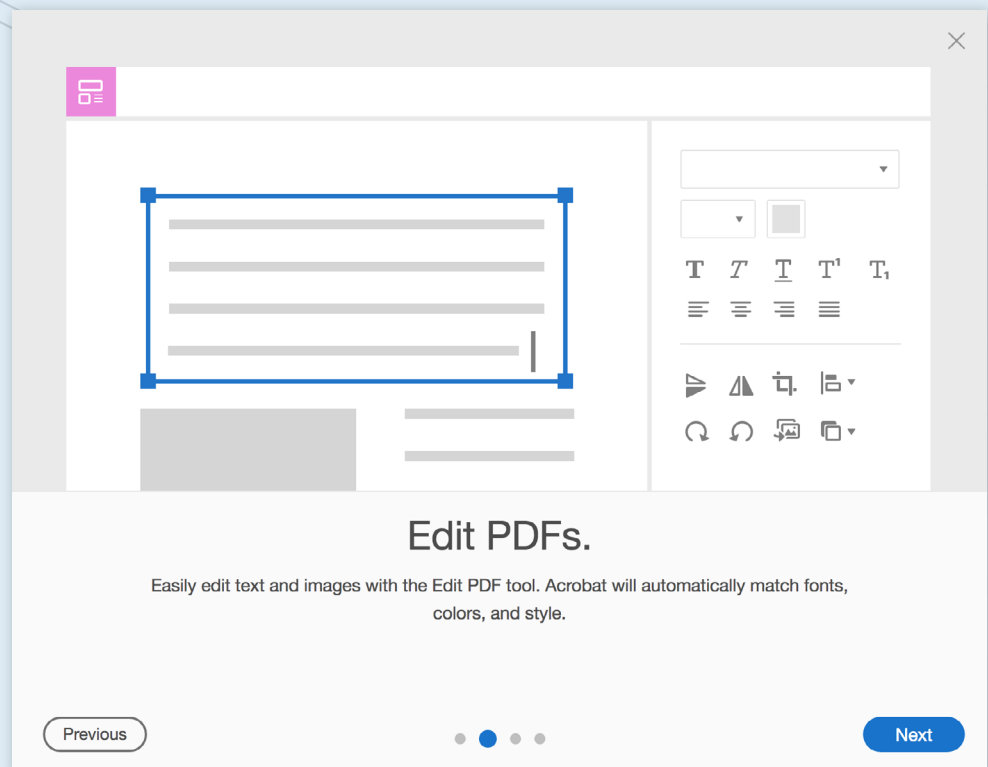 Edit PDFs.
Easily edit text and images with the Edit PDF tool. Acrobat will automatically match fonts,
colors, and style.
Previous
Next